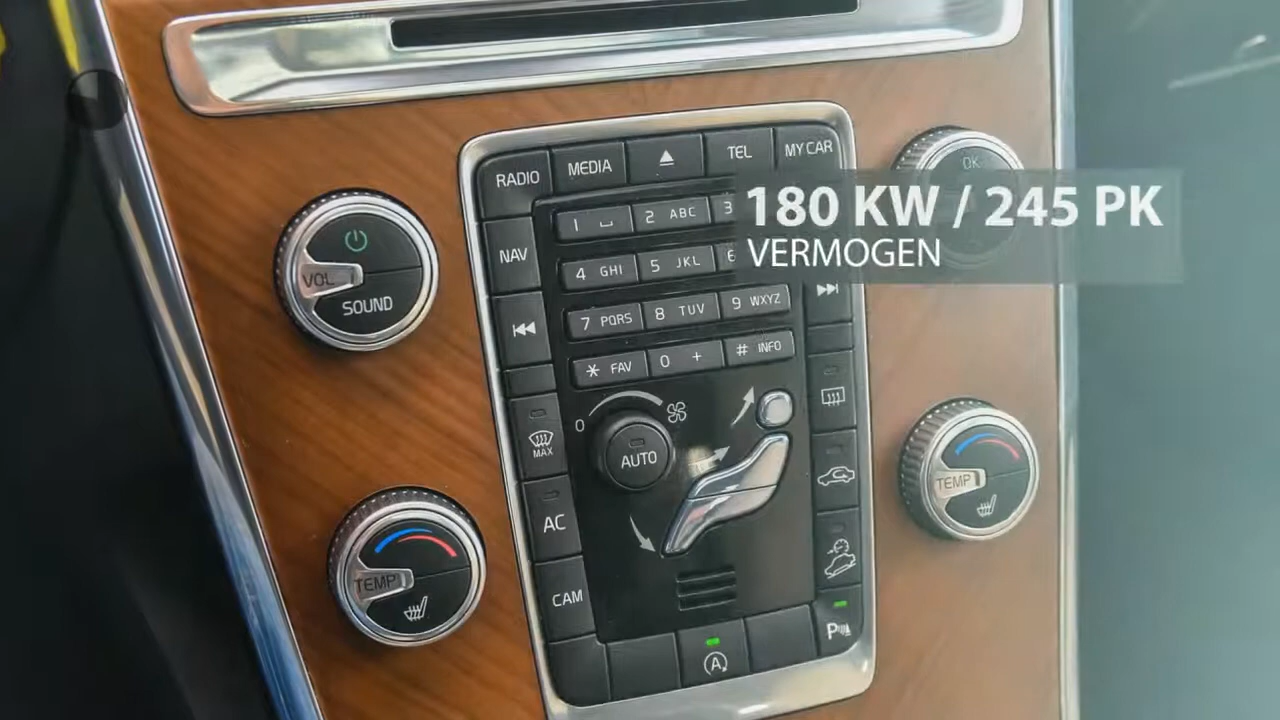 RADIO
MEDIA
TEL
MY CAR
OK
180 KW / 245 PK
VERMOGEN
1
2 ABC
3
NAV
4 GHI
5 JKL
6
VOL
SOUND
7 PQRS
8 TUV
9 WXYZ
* FAV
0 +
# INFO
0
MAX
AUTO
AC
TEMP
TEMP
CAM
P
A